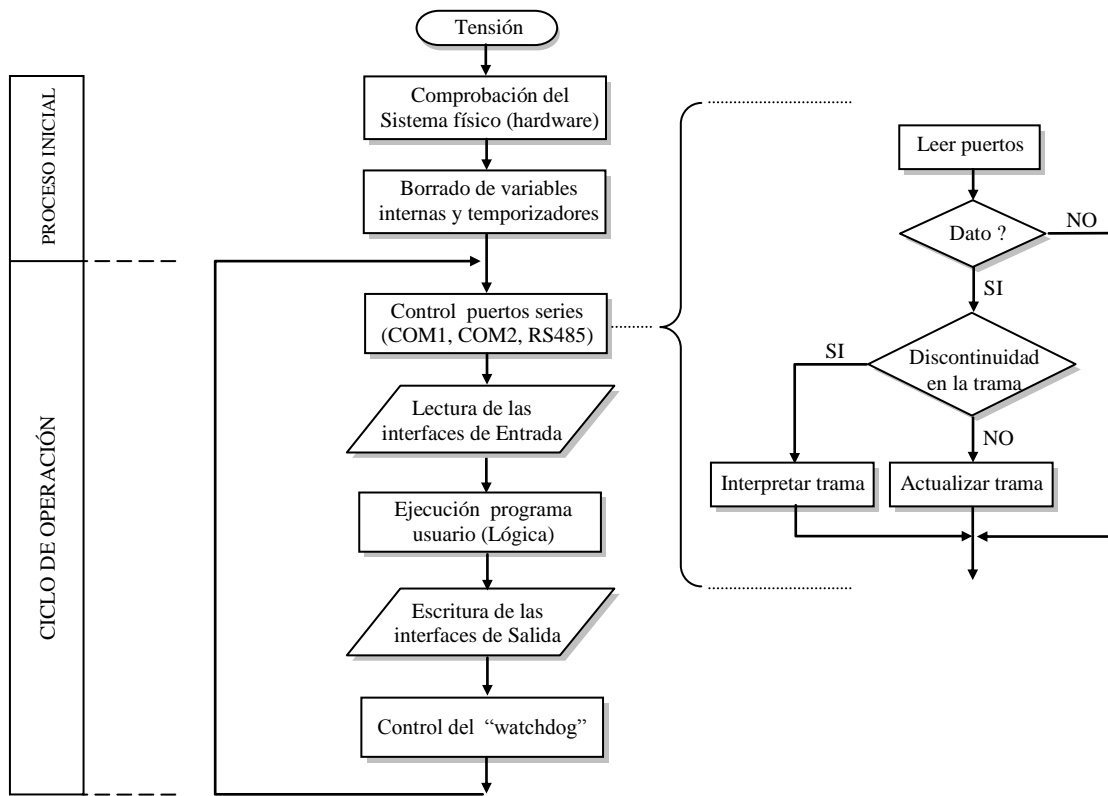 Tensión
PROCESO INICIAL
Comprobación del
Sistema físico (hardware)
Borrado de variables
internas y temporizadores
CICLO DE OPERACIÓN
Control puertos series
(COM1, COM2, RS485)
Lectura de las
interfaces de Entrada
Ejecución programa
usuario (Lógica)
Escritura de las
interfaces de Salida
Control del “watchdog”
Leer puertos
Dato ?
NO
SI
SI
Discontinuidad
en la trama
NO
Interpretar trama
Actualizar trama